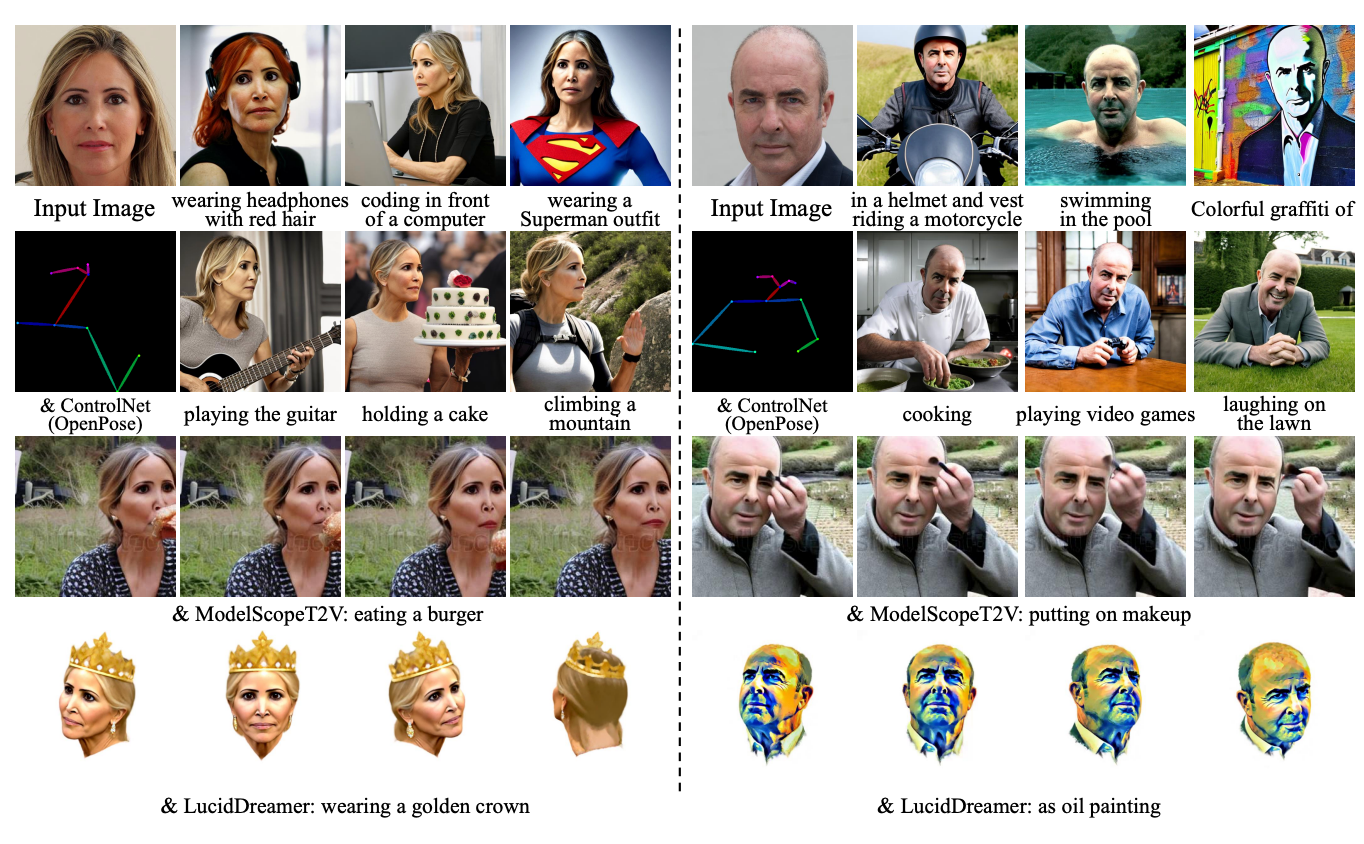 Input Image
wearing headphones
with red hair
coding in front
of a computer
wearing a
Superman outfit
Input Image
in a helmet and vest
riding a motorcycle
swimming
in the pool
Colorful graffiti of
& ControlNet
(OpenPose)
playing the guitar
holding a cake
climbing a
mountain
& ControlNet
(OpenPose)
cooking
playing video games
laughing on
the lawn
& ModelScopeT2V: eating a burger
& ModelScopeT2V: putting on makeup
& LucidDreamer: wearing a golden crown
& LucidDreamer: as oil painting